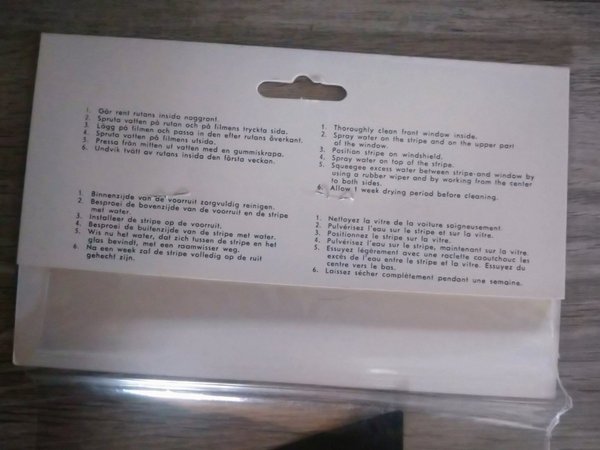 1. Gör rent rutans insida noggrant.
2. Spruta vatten på rutan och på filmens tryckta sida.
3. Lägg på filmen och passa in den efter rutans överkant.
4. Spruta vatten på filmens utsida.
5. Pressa från mitten ut vatten med en gummiskrapa.
6. Undvik tvätt av rutans insida den första veckan.
1. Thoroughly clean front window inside.
2. Spray water on the stripe and on the upper part
of the window.
3. Position stripe on windshield.
4. Spray water on top of the stripe.
5. Squeegee excess water between stripe and window by
using a rubber wiper and by working from the center
to both sides.
6. Allow 1 week drying period before cleaning.
1. Binnenzijde van de voorruit zorgvuldig reinigen.
2. Besproei de bovenzijde van de voorruit en de stripe
met water.
3. Installeer de stripe op de voorruit.
4. Besproei de buitenzijde van de stripe met water.
5. Wis nu het water, dat zich tussen de stripe en het
glas bevindt, met een raamwisser weg.
6. Na een week zal de stripe volledig op de ruit
gehecht zijn.
1. Nettoyez la vitre de la voiture soigneusement.
2. Pulvérisez l'eau sur le stripe et sur la vitre.
3. Positionnez le stripe sur la vitre.
4. Pulvérisez l'eau sur le stripe, maintenant sur la vitre.
5. Essuyez légèrement avec une raclette caoutchouc les
excès de l'eau entre le stripe et la vitre. Essuyez du
centre vers le bas.
6. Laissez sécher complètement pendant une semaine.